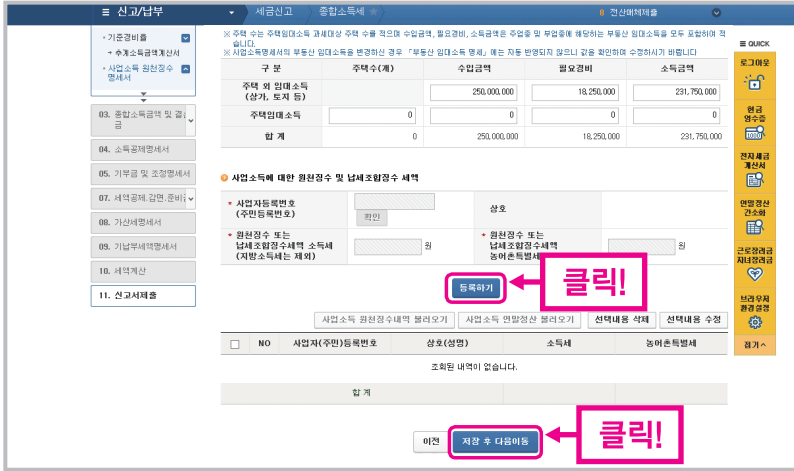 ≡ 신고/납부
세금신고
종합소득세 ★
8 전산매체제출
· 기준경비율
→ 추계소득금액계산서
· 사업소득 원천징수
명세서
03. 종합소득금액 및 결손
금
04. 소득공제명세서
05. 기부금 및 조정명세서
07. 세액공제.감면.준비금
08. 가산세명세서
09. 기납부세액명세서
10. 세액계산
11. 신고서제출
※ 주택 수는 주택임대소득 과세대상 주택 수를 적으며 수입금액, 필요경비, 소득금액은 주업종 및 부업종에 해당하는 부동산 임대소득을 모두 포함하여 적
습니다.
※ 사업소득명세서의 부동산 임대소득을 변경하신 경우 「부동산 임대소득 명세」에는 자동 반영되지 않으니 값을 확인하여 수정하시기 바랍니다
구 분 주택수(개) 수입금액 필요경비 소득금액
주택 외 임대소득
(상가, 토지 등)
250,000,000 18,250,000 231,750,000
주택임대소득 0 0 0 0
합 계 0 250,000,000 18,250,000 231,750,000
사업소득에 대한 원천징수 및 납세조합징수 세액
* 사업자등록번호
(주민등록번호)
확인
상호
* 원천징수 또는
납세조합징수세액 소득세
(지방소득세는 제외)
원
* 원천징수 또는
납세조합징수세액
농어촌특별세
원
등록하기
클릭!
사업소득 원천징수내역 불러오기 사업소득 연말정산 불러오기 선택내용 삭제 선택내용 수정
NO 사업자(주민)등록번호 상호(성명) 소득세 농어촌특별세
조회된 내역이 없습니다.
합 계
이전 저장 후 다음이동
클릭!
≡ QUICK
로그아웃
현금
영수증
전자세금
계산서
연말정산
간소화
근로장려금
자녀장려금
브라우저
환경설정
접기 ^